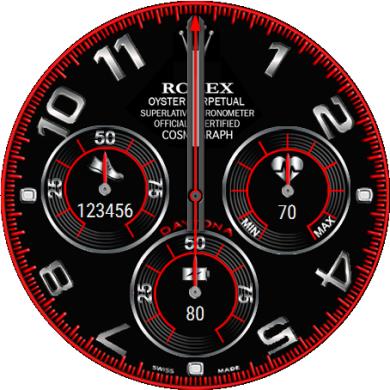 11
1
10
2
ROLEX
OYSTER PERPETUAL
SUPERLATIVE CHRONOMETER
OFFICIALLY CERTIFIED
COSMOGRAPH
25 50 75
123456
70
MIN MAX
DAYTONA
25 50 75
80
8
4
7
5
SWISS MADE